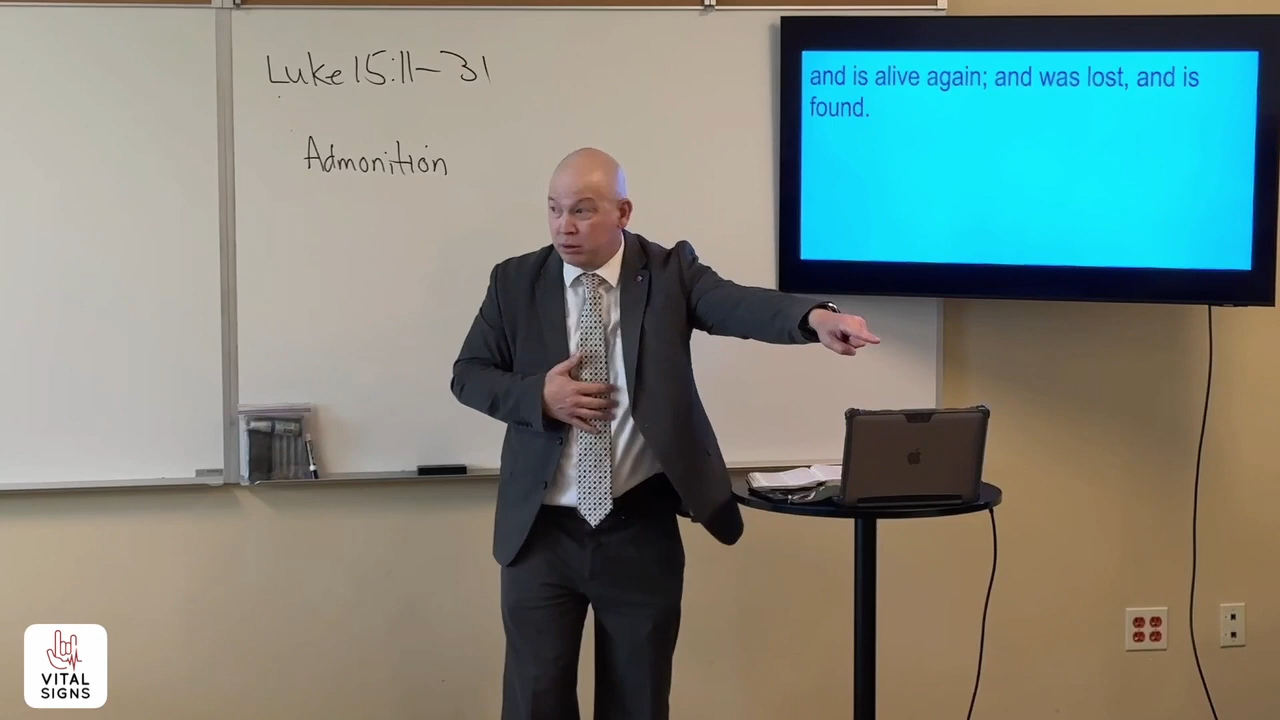 Luke 15:11-31
Admonition
and is alive again; and was lost, and is
found.
VITAL
SIGNS